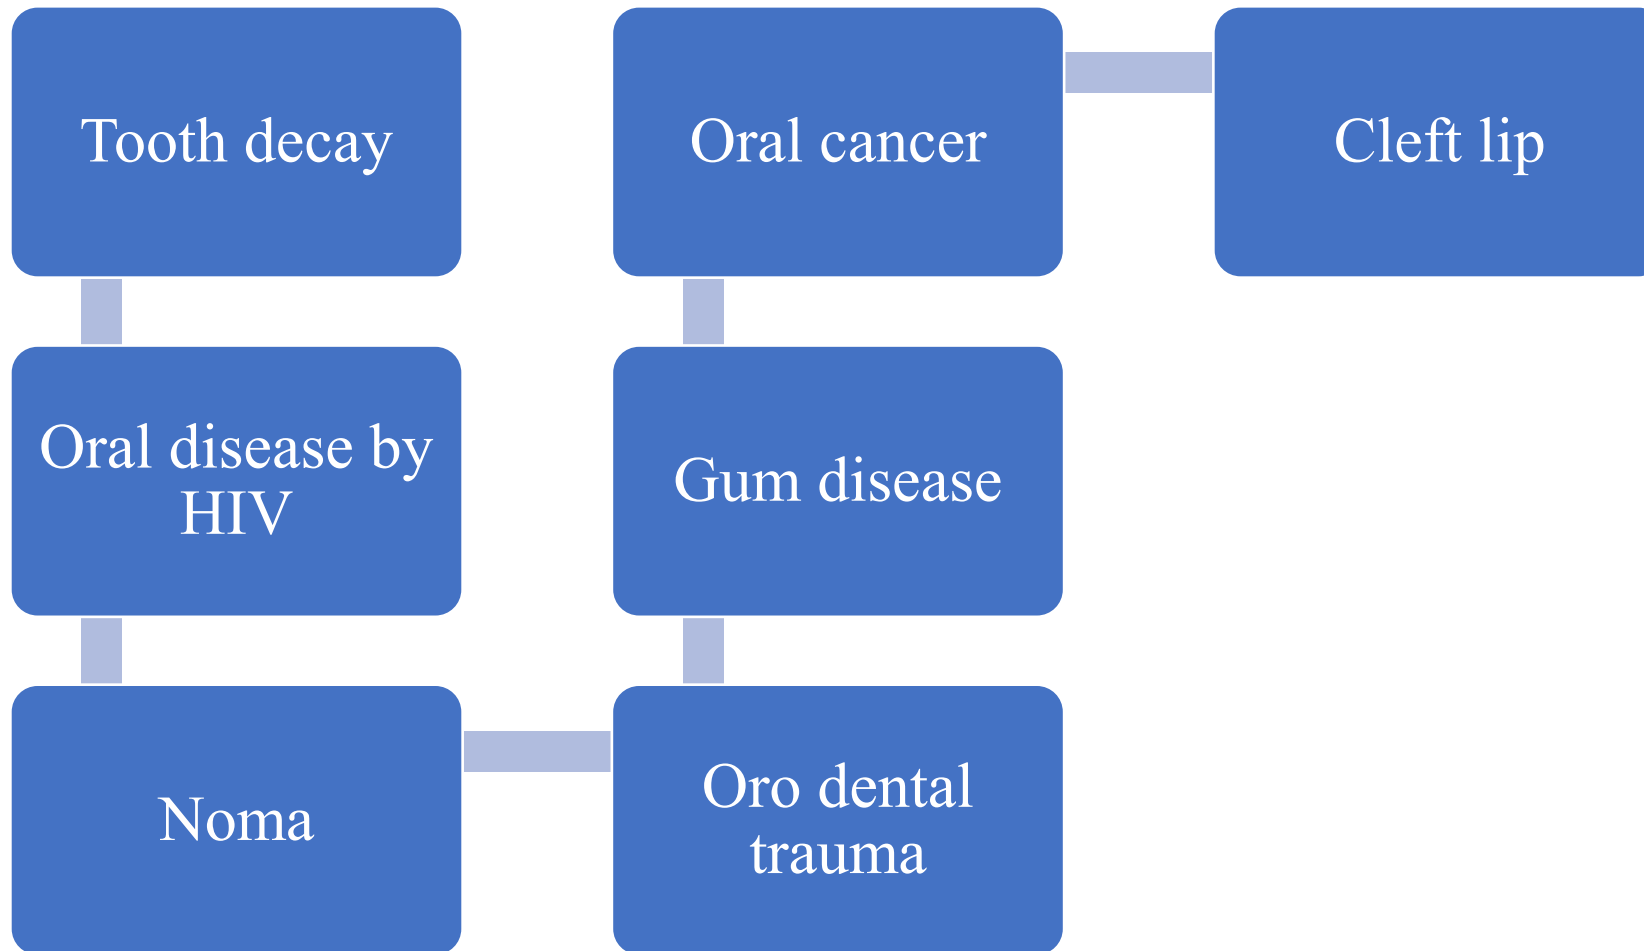 Tooth decay
Oral disease by
HIV
Noma
Oro dental
trauma
Gum disease
Oral cancer
Cleft lip